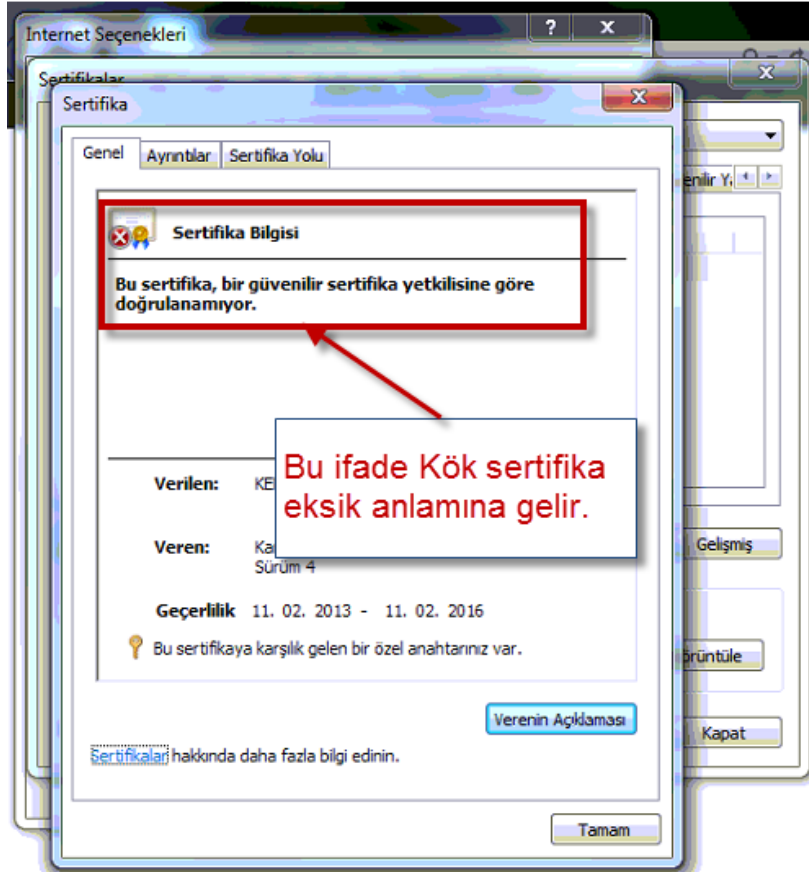 Internet Seçenekleri
Sertifikalar
Sertifika
Genel Ayrıntılar Sertifika Yolu
Sertifika Bilgisi
Bu sertifika, bir güvenilir sertifika yetkilisine göre
doğrulanamıyor.
Bu ifade Kök sertifika
eksik anlamına gelir.
Verilen:
Veren:
Sürüm 4
Geçerlilik 11. 02. 2013 - 11. 02. 2016
Bu sertifikaya karşılık gelen bir özel anahtarınız var.
Verenin Açıklaması
Sertifikalar hakkında daha fazla bilgi edinin.
Tamam
Gelişmiş
Kapat